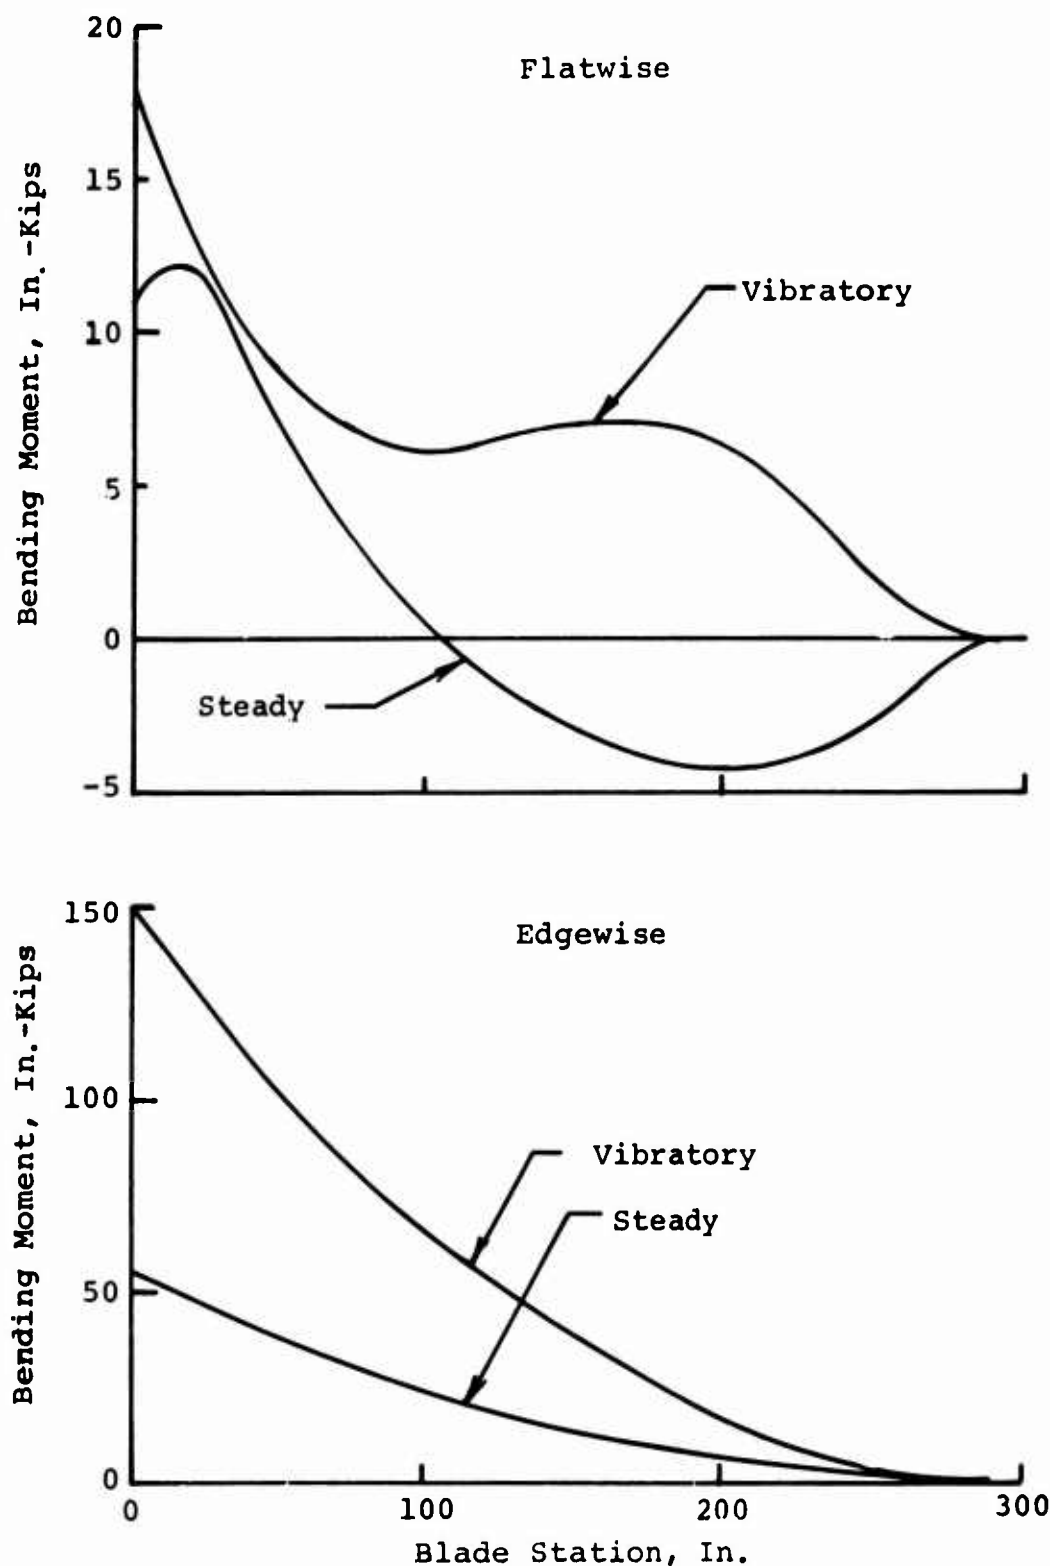 20
Flatwise
15
Vibratory
10
5
0
Steady
-5
Bending Moment, In.-Kips
150
Edgewise
100
Vibratory
Steady
50
0
Bending Moment, In.-Kips
0 100 200 300
Blade Station, In.